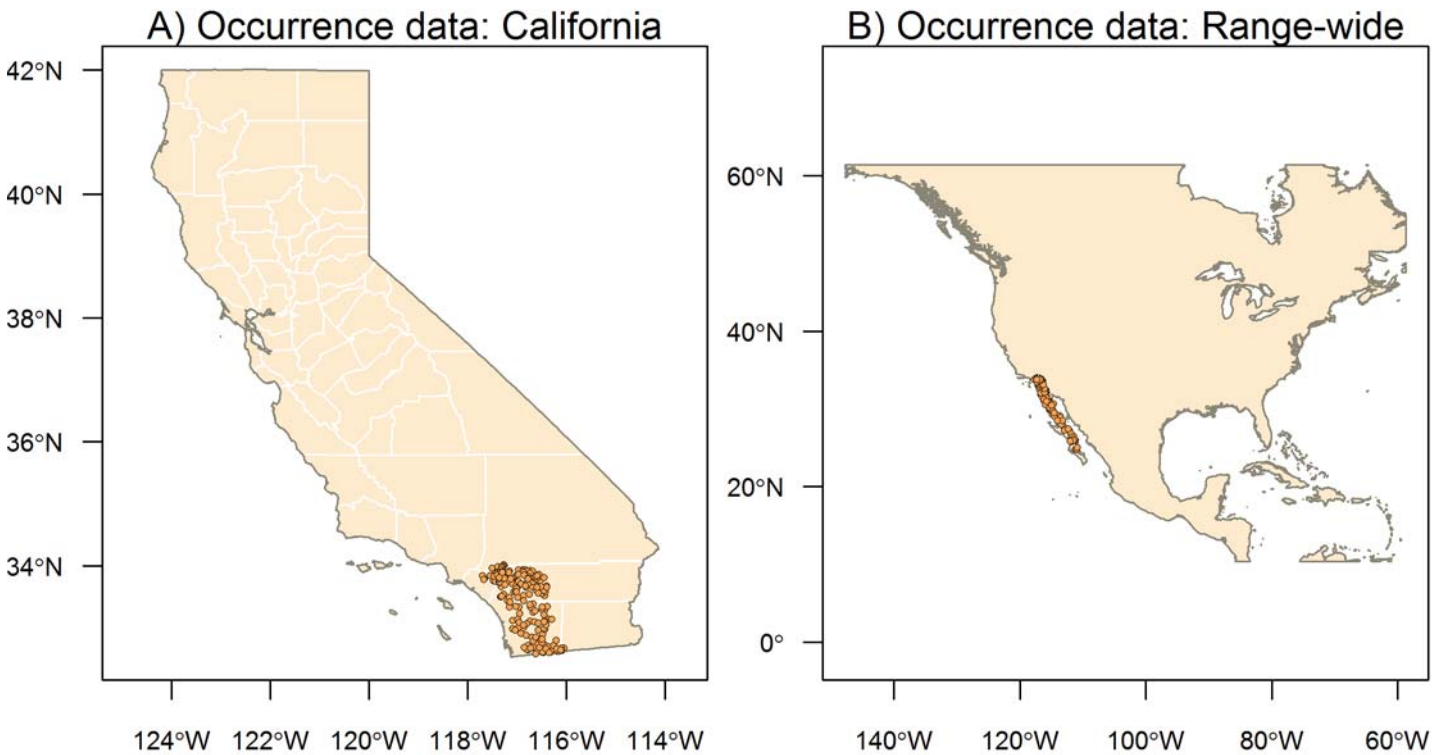 A) Occurrence data: California
42°N
40°N
38°N
36°N
34°N
124°W 122°W 120°W 118°W 116°W 114°W
B) Occurrence data: Range-wide
60°N
40°N
20°N
0°
140°W 120°W 100°W 80°W 60°W